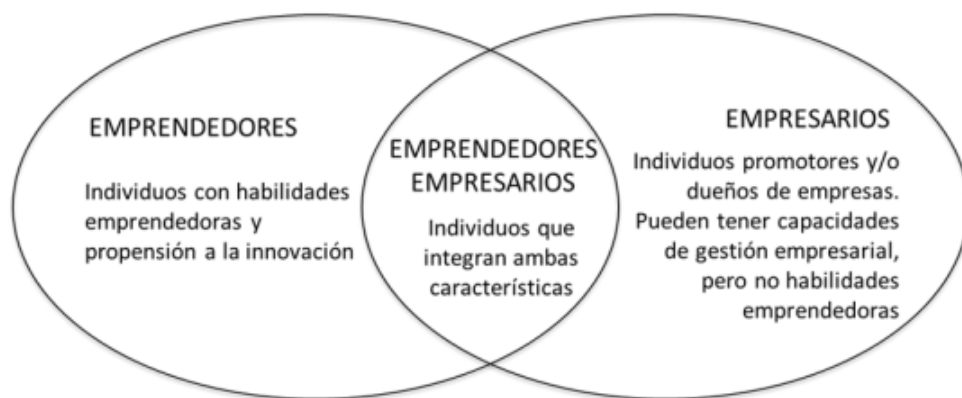 EMPRENDEDORES
Individuos con habilidades
emprendedoras y
propensión a la innovación
EMPRENDEDORES
EMPRESARIOS
Individuos que
integran ambas
características
EMPRESARIOS
Individuos promotores y/o
dueños de empresas.
Pueden tener capacidades
de gestión empresarial,
pero no habilidades
emprendedoras